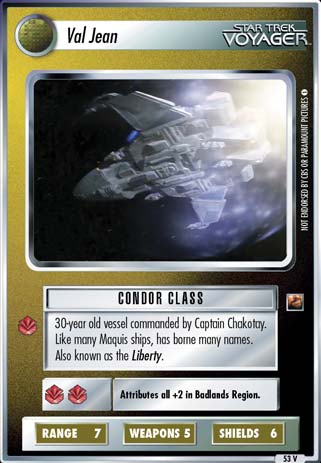 Val Jean
STAR TREK
VOYAGER
NOT ENDORSED BY CBS OR PARAMOUNT PICTURES
CONDOR CLASS
30-year old vessel commanded by Captain Chakotay.
Like many Maquis ships, has borne many names.
Also known as the Liberty.
Attributes all +2 in Badlands Region.
RANGE 7 WEAPONS 5 SHIELDS 6
53 V